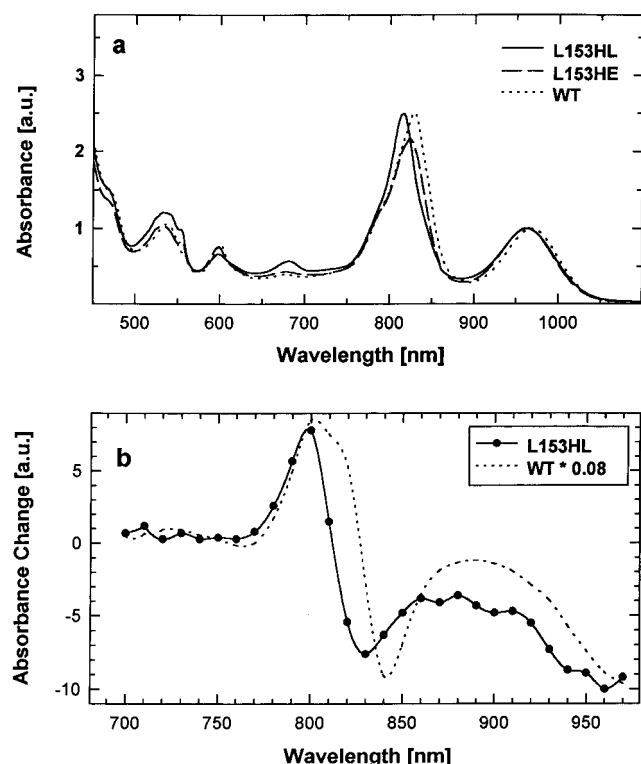 a
L153HL
L153HE
WT
Absorbance [a.u.]
3
2
1
500 600 700 800 900 1000
Wavelength [nm]
b
L153HL
WT * 0.08
Absorbance Change [a.u.]
5
0
-5
-10
700 750 800 850 900 950
Wavelength [nm]